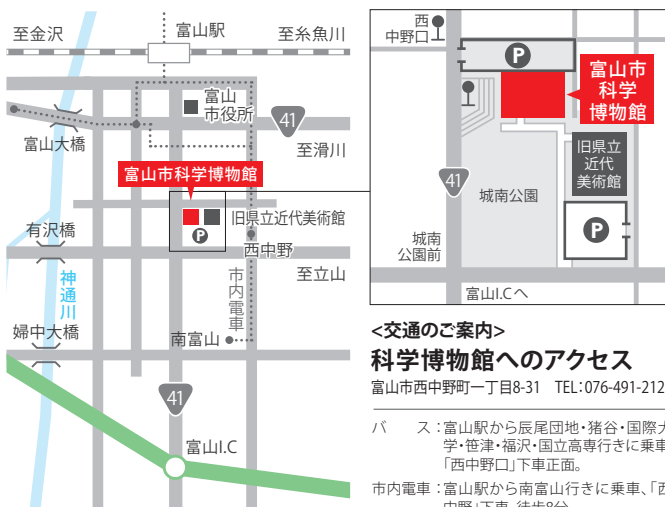 至金沢
富山駅
至糸魚川
富山
市役所
41
富山大橋
至滑川
富山市科学博物館
有沢橋
旧県立近代美術館
P
西中野
神通川
市内電車
至立山
婦中大橋
南富山
41
富山I.C
西
中野口
P
富山市
科学
博物館
旧県立
近代
美術館
41
城南公園
P
城南
公園前
富山I.Cへ
<交通のご案内>
科学博物館へのアクセス
富山市西中野町一丁目8-31 TEL：076-491-212
バス：富山駅から辰尾団地・猪谷・国際大
学・笹津・福沢・国立高専行きに乗車
「西中野口」下車正面。
市内電車：富山駅から南富山行きに乗車、「西
中野」下車、徒歩8分